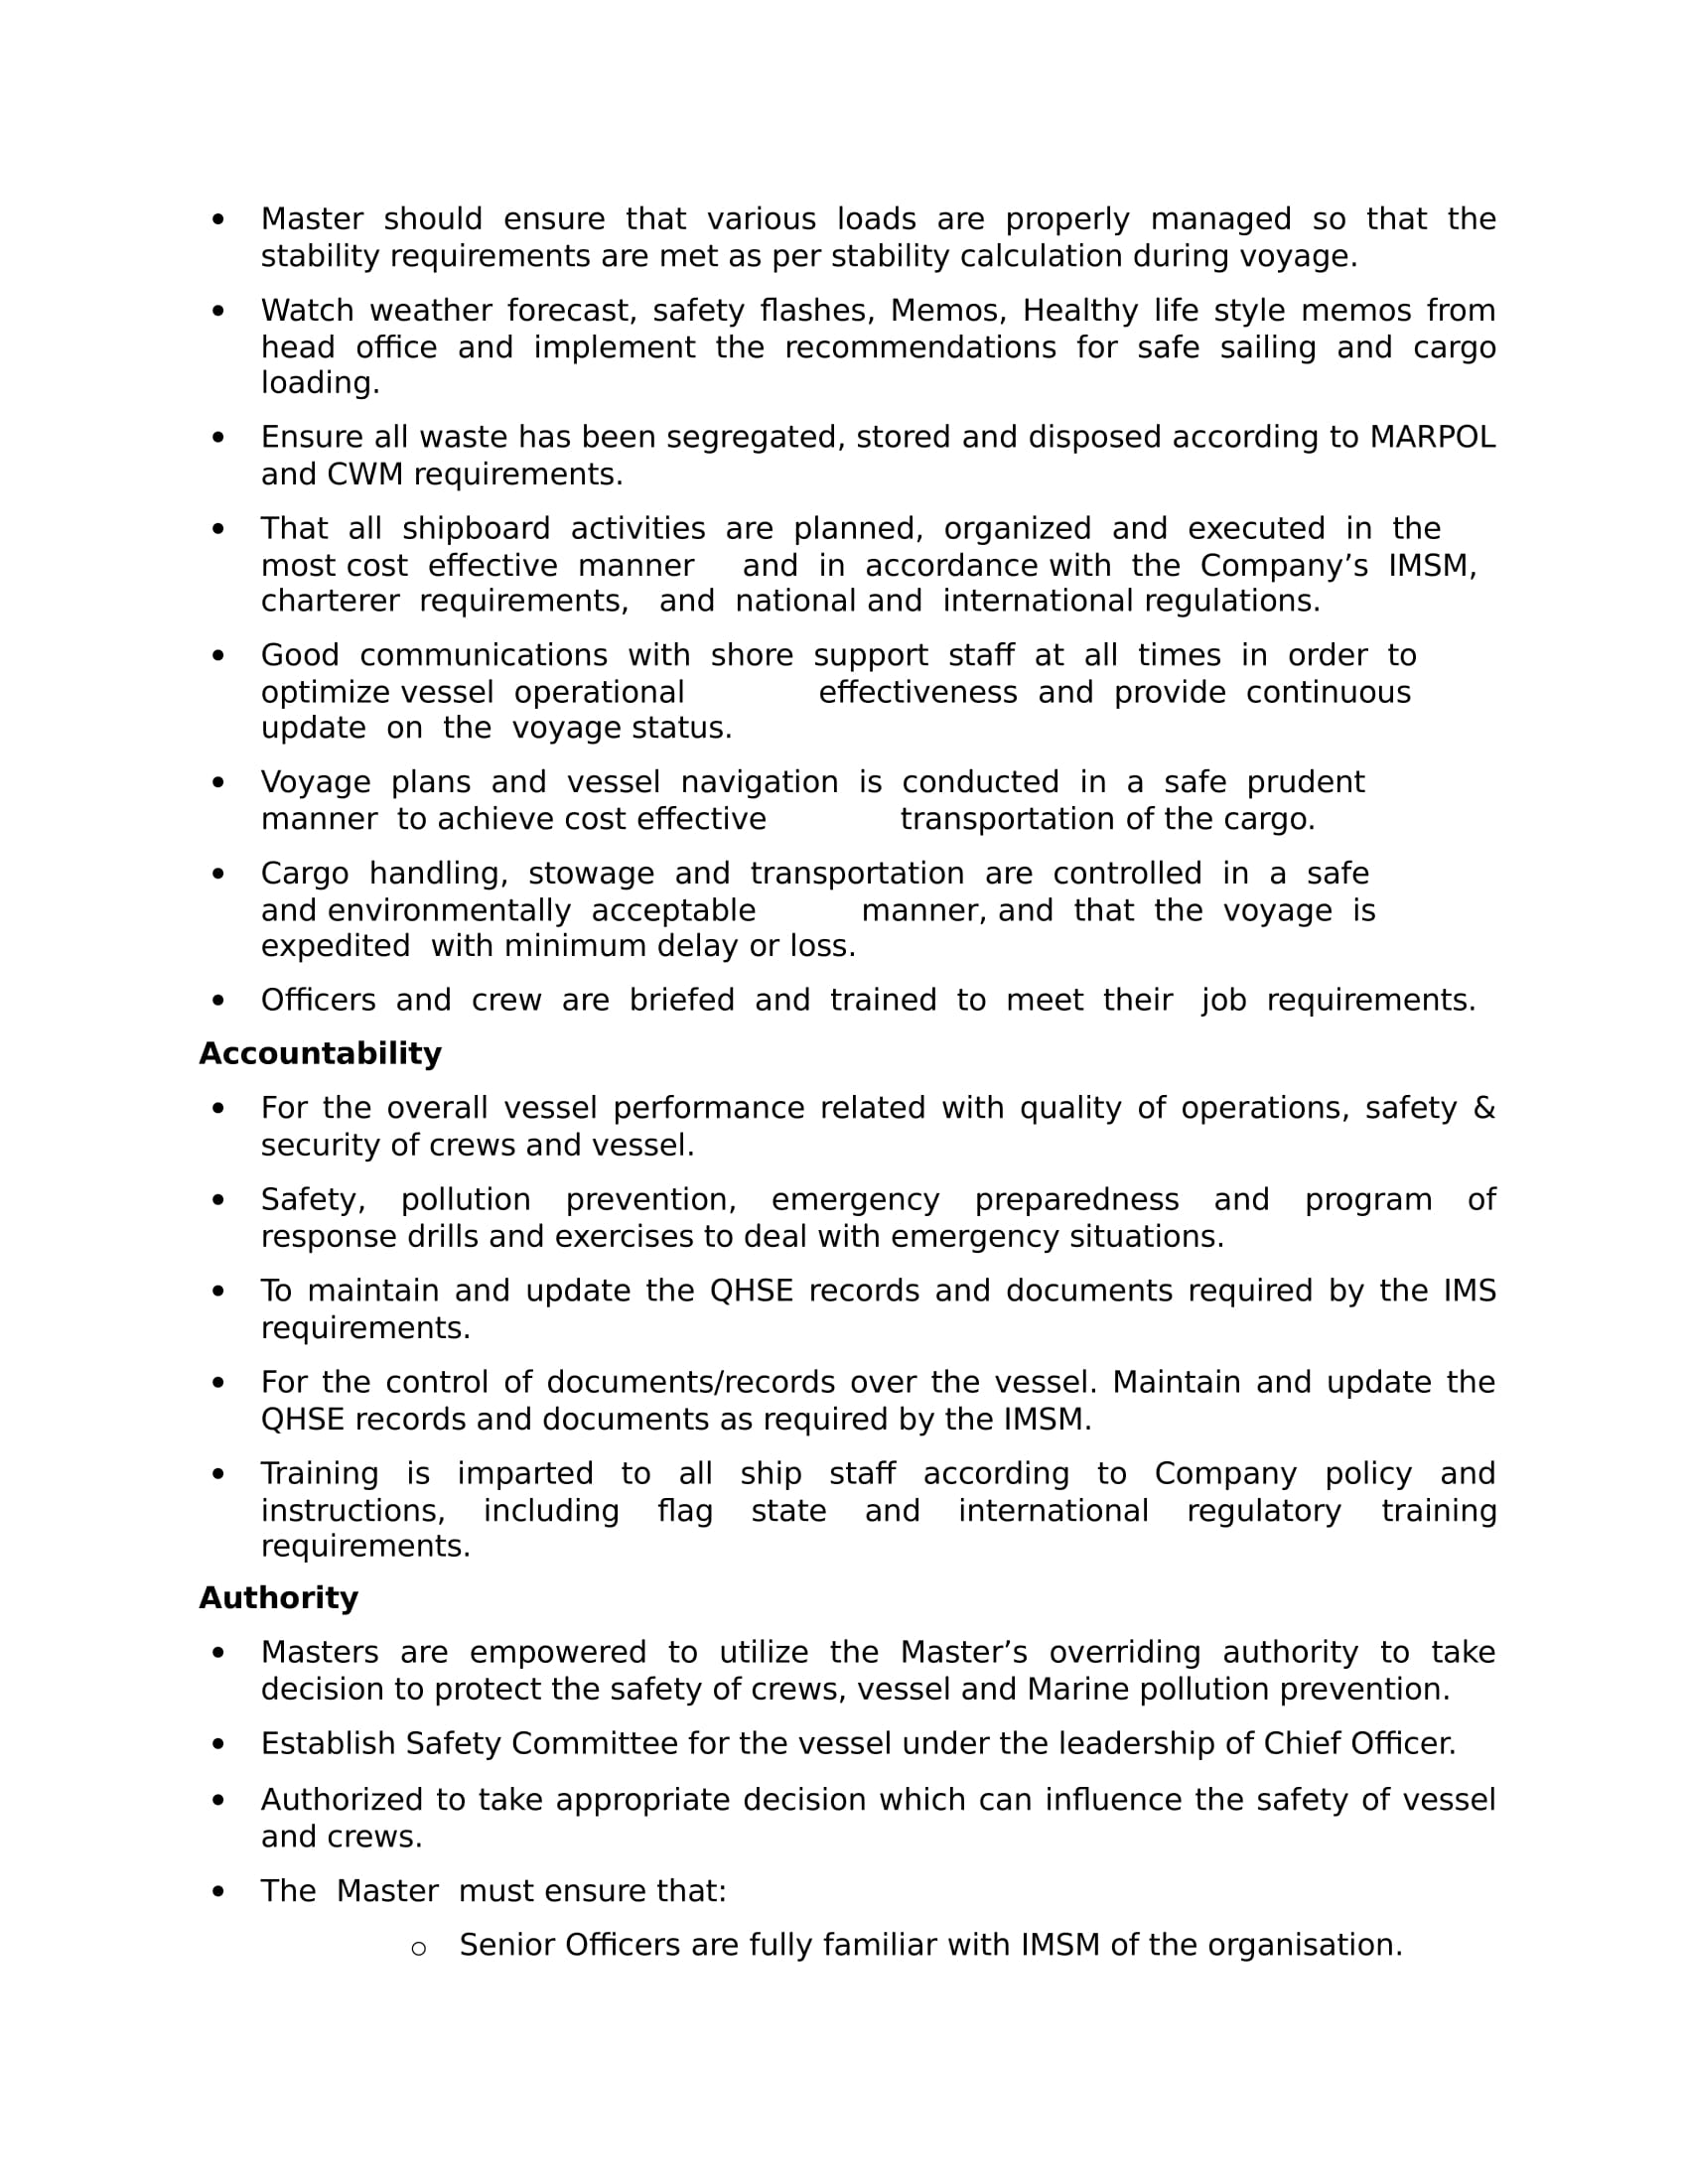 • Master should ensure that various loads are properly managed so that the
stability requirements are met as per stability calculation during voyage.
• Watch weather forecast, safety flashes, Memos, Healthy life style memos from
head office and implement the recommendations for safe sailing and cargo
loading.
• Ensure all waste has been segregated, stored and disposed according to MARPOL
and CWM requirements.
• That all shipboard activities are planned, organized and executed in the
most cost effective manner and in accordance with the Company’s IMSM,
charterer requirements, and national and international regulations.
• Good communications with shore support staff at all times in order to
optimize vessel operational effectiveness and provide continuous
update on the voyage status.
• Voyage plans and vessel navigation is conducted in a safe prudent
manner to achieve cost effective transportation of the cargo.
• Cargo handling, stowage and transportation are controlled in a safe
and environmentally acceptable manner, and that the voyage is
expedited with minimum delay or loss.
• Officers and crew are briefed and trained to meet their job requirements.
Accountability
• For the overall vessel performance related with quality of operations, safety &
security of crews and vessel.
• Safety, pollution prevention, emergency preparedness and program of
response drills and exercises to deal with emergency situations.
• To maintain and update the QHSE records and documents required by the IMS
requirements.
• For the control of documents/records over the vessel. Maintain and update the
QHSE records and documents as required by the IMSM.
• Training is imparted to all ship staff according to Company policy and
instructions, including flag state and international regulatory training
requirements.
Authority
• Masters are empowered to utilize the Master’s overriding authority to take
decision to protect the safety of crews, vessel and Marine pollution prevention.
• Establish Safety Committee for the vessel under the leadership of Chief Officer.
• Authorized to take appropriate decision which can influence the safety of vessel
and crews.
• The Master must ensure that:
○ Senior Officers are fully familiar with IMSM of the organisation.